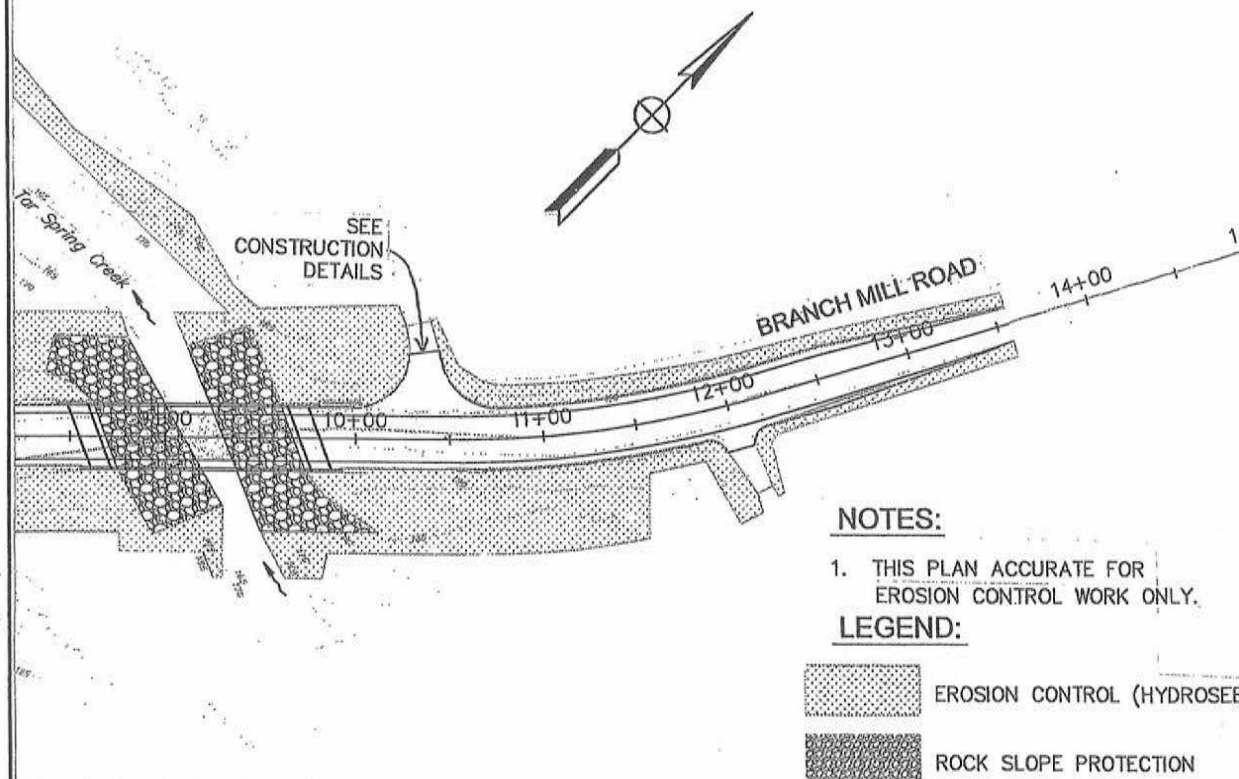 Tar Spring Creek
SEE
CONSTRUCTION
DETAILS
BRANCH MILL ROAD
10+00
11+00
12+00
13+00
14+00
NOTES:
1. THIS PLAN ACCURATE FOR
EROSION CONTROL WORK ONLY.
LEGEND:
EROSION CONTROL (HYDROSEE
ROCK SLOPE PROTECTION